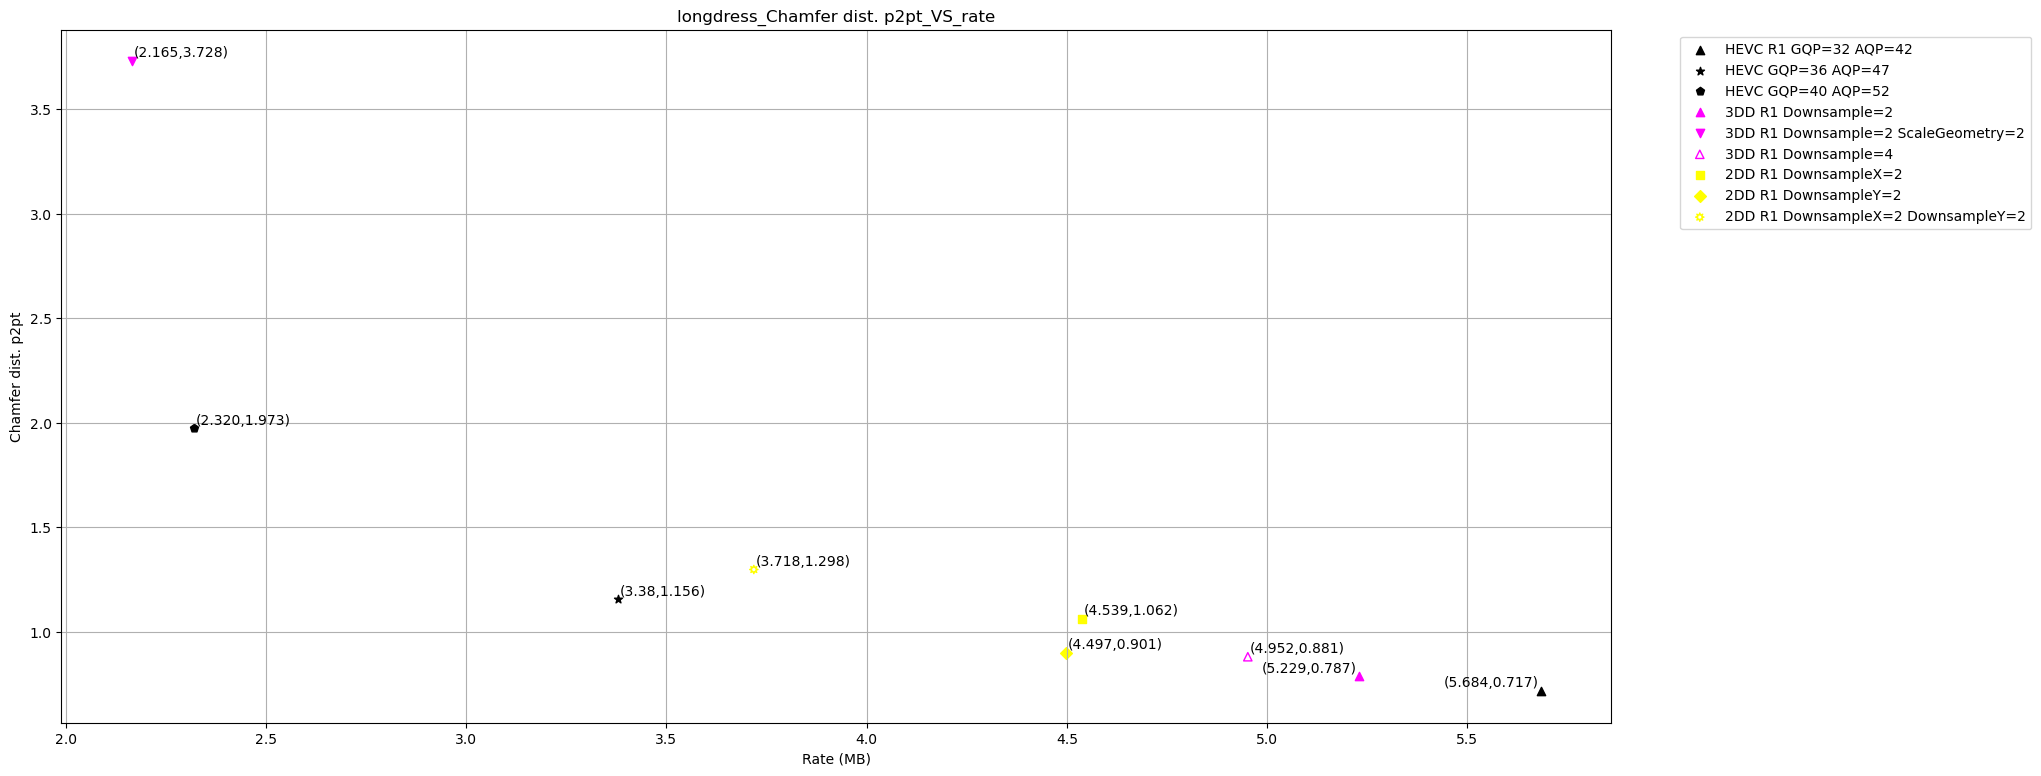 longdress_Chamfer dist. p2pt_VS_rate
(2.165,3.728)
(2.320,1.973)
(3.718,1.298)
(3.38,1.156)
(4.539,1.062)
(4.497,0.901)
(4.952,0.881)
(5.229,0.787)
(5.684,0.717)
3.5
3.0
2.5
2.0
1.5
1.0
Chamfer dist. p2pt
2.0 2.5 3.0 3.5 4.0 4.5 5.0 5.5
Rate (MB)
HEVC R1 GQP=32 AQP=42
HEVC GQP=36 AQP=47
HEVC GQP=40 AQP=52
3DD R1 Downsample=2
3DD R1 Downsample=2 ScaleGeometry=2
3DD R1 Downsample=4
2DD R1 DownsampleX=2
2DD R1 DownsampleY=2
2DD R1 DownsampleX=2 DownsampleY=2